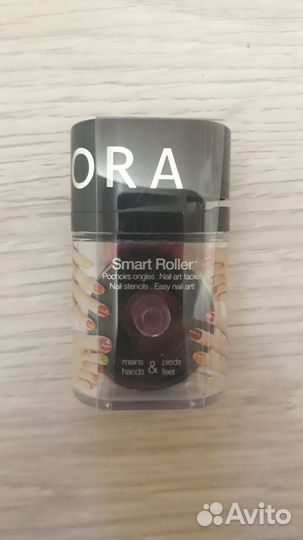 ORA
Smart Roller
Pochoirs ongles . Nail art facile
Nail stencils . Easy nail art!
mains & pieds
hands feet
Avito